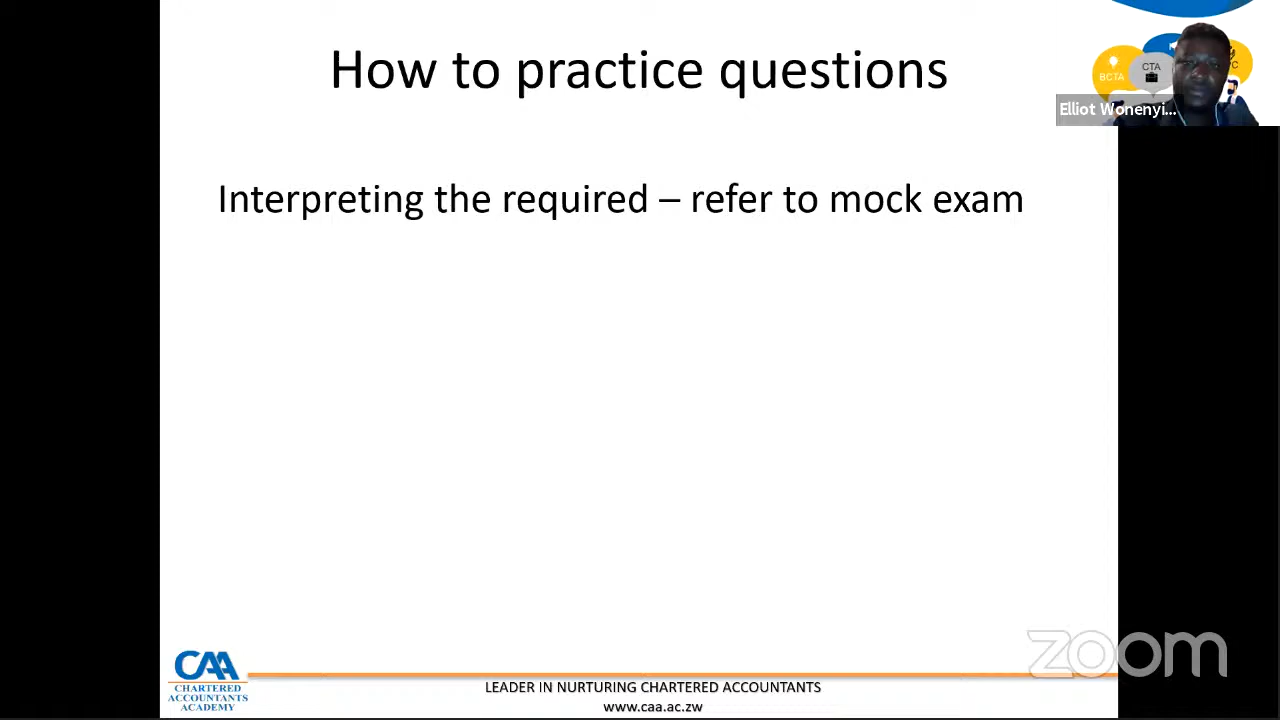 How to practice questions
BCTA
CTA
Elliot Wonenyi...
Interpreting the required – refer to mock exam
zoom
CAA
CHARTERED
ACCOUNTANTS
ACADEMY
LEADER IN NURTURING CHARTERED ACCOUNTANTS
www.caa.ac.zw